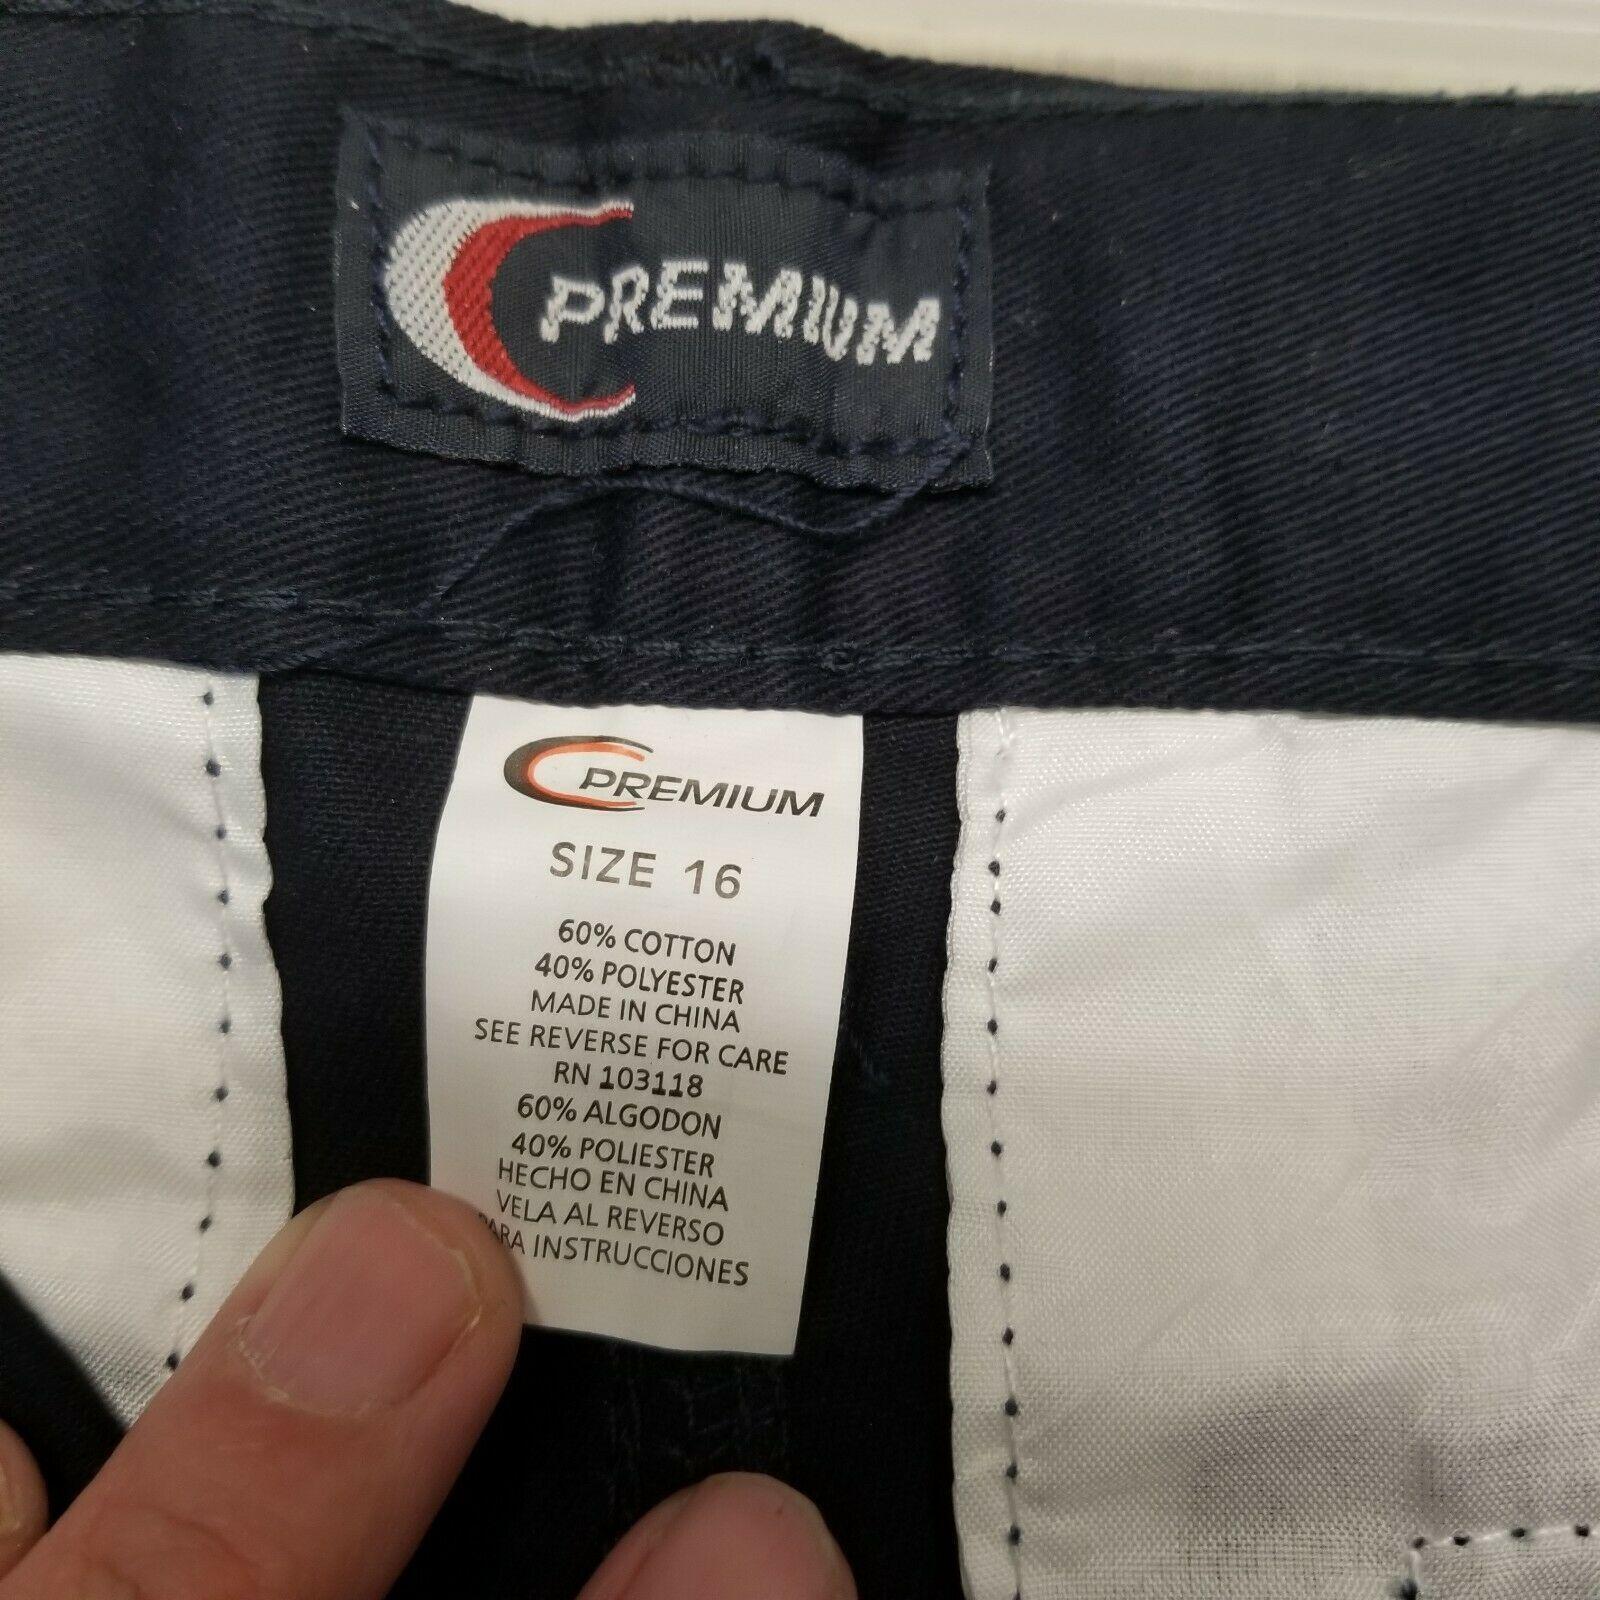 PREMIUM
PREMIUM
SIZE 16
60% COTTON
40% POLYESTER
MADE IN CHINA
SEE REVERSE FOR CARE
RN 103118
60% ALGODON
40% POLIESTER
HECHO EN CHINA
VELA AL REVERSO
PARA INSTRUCCIONES